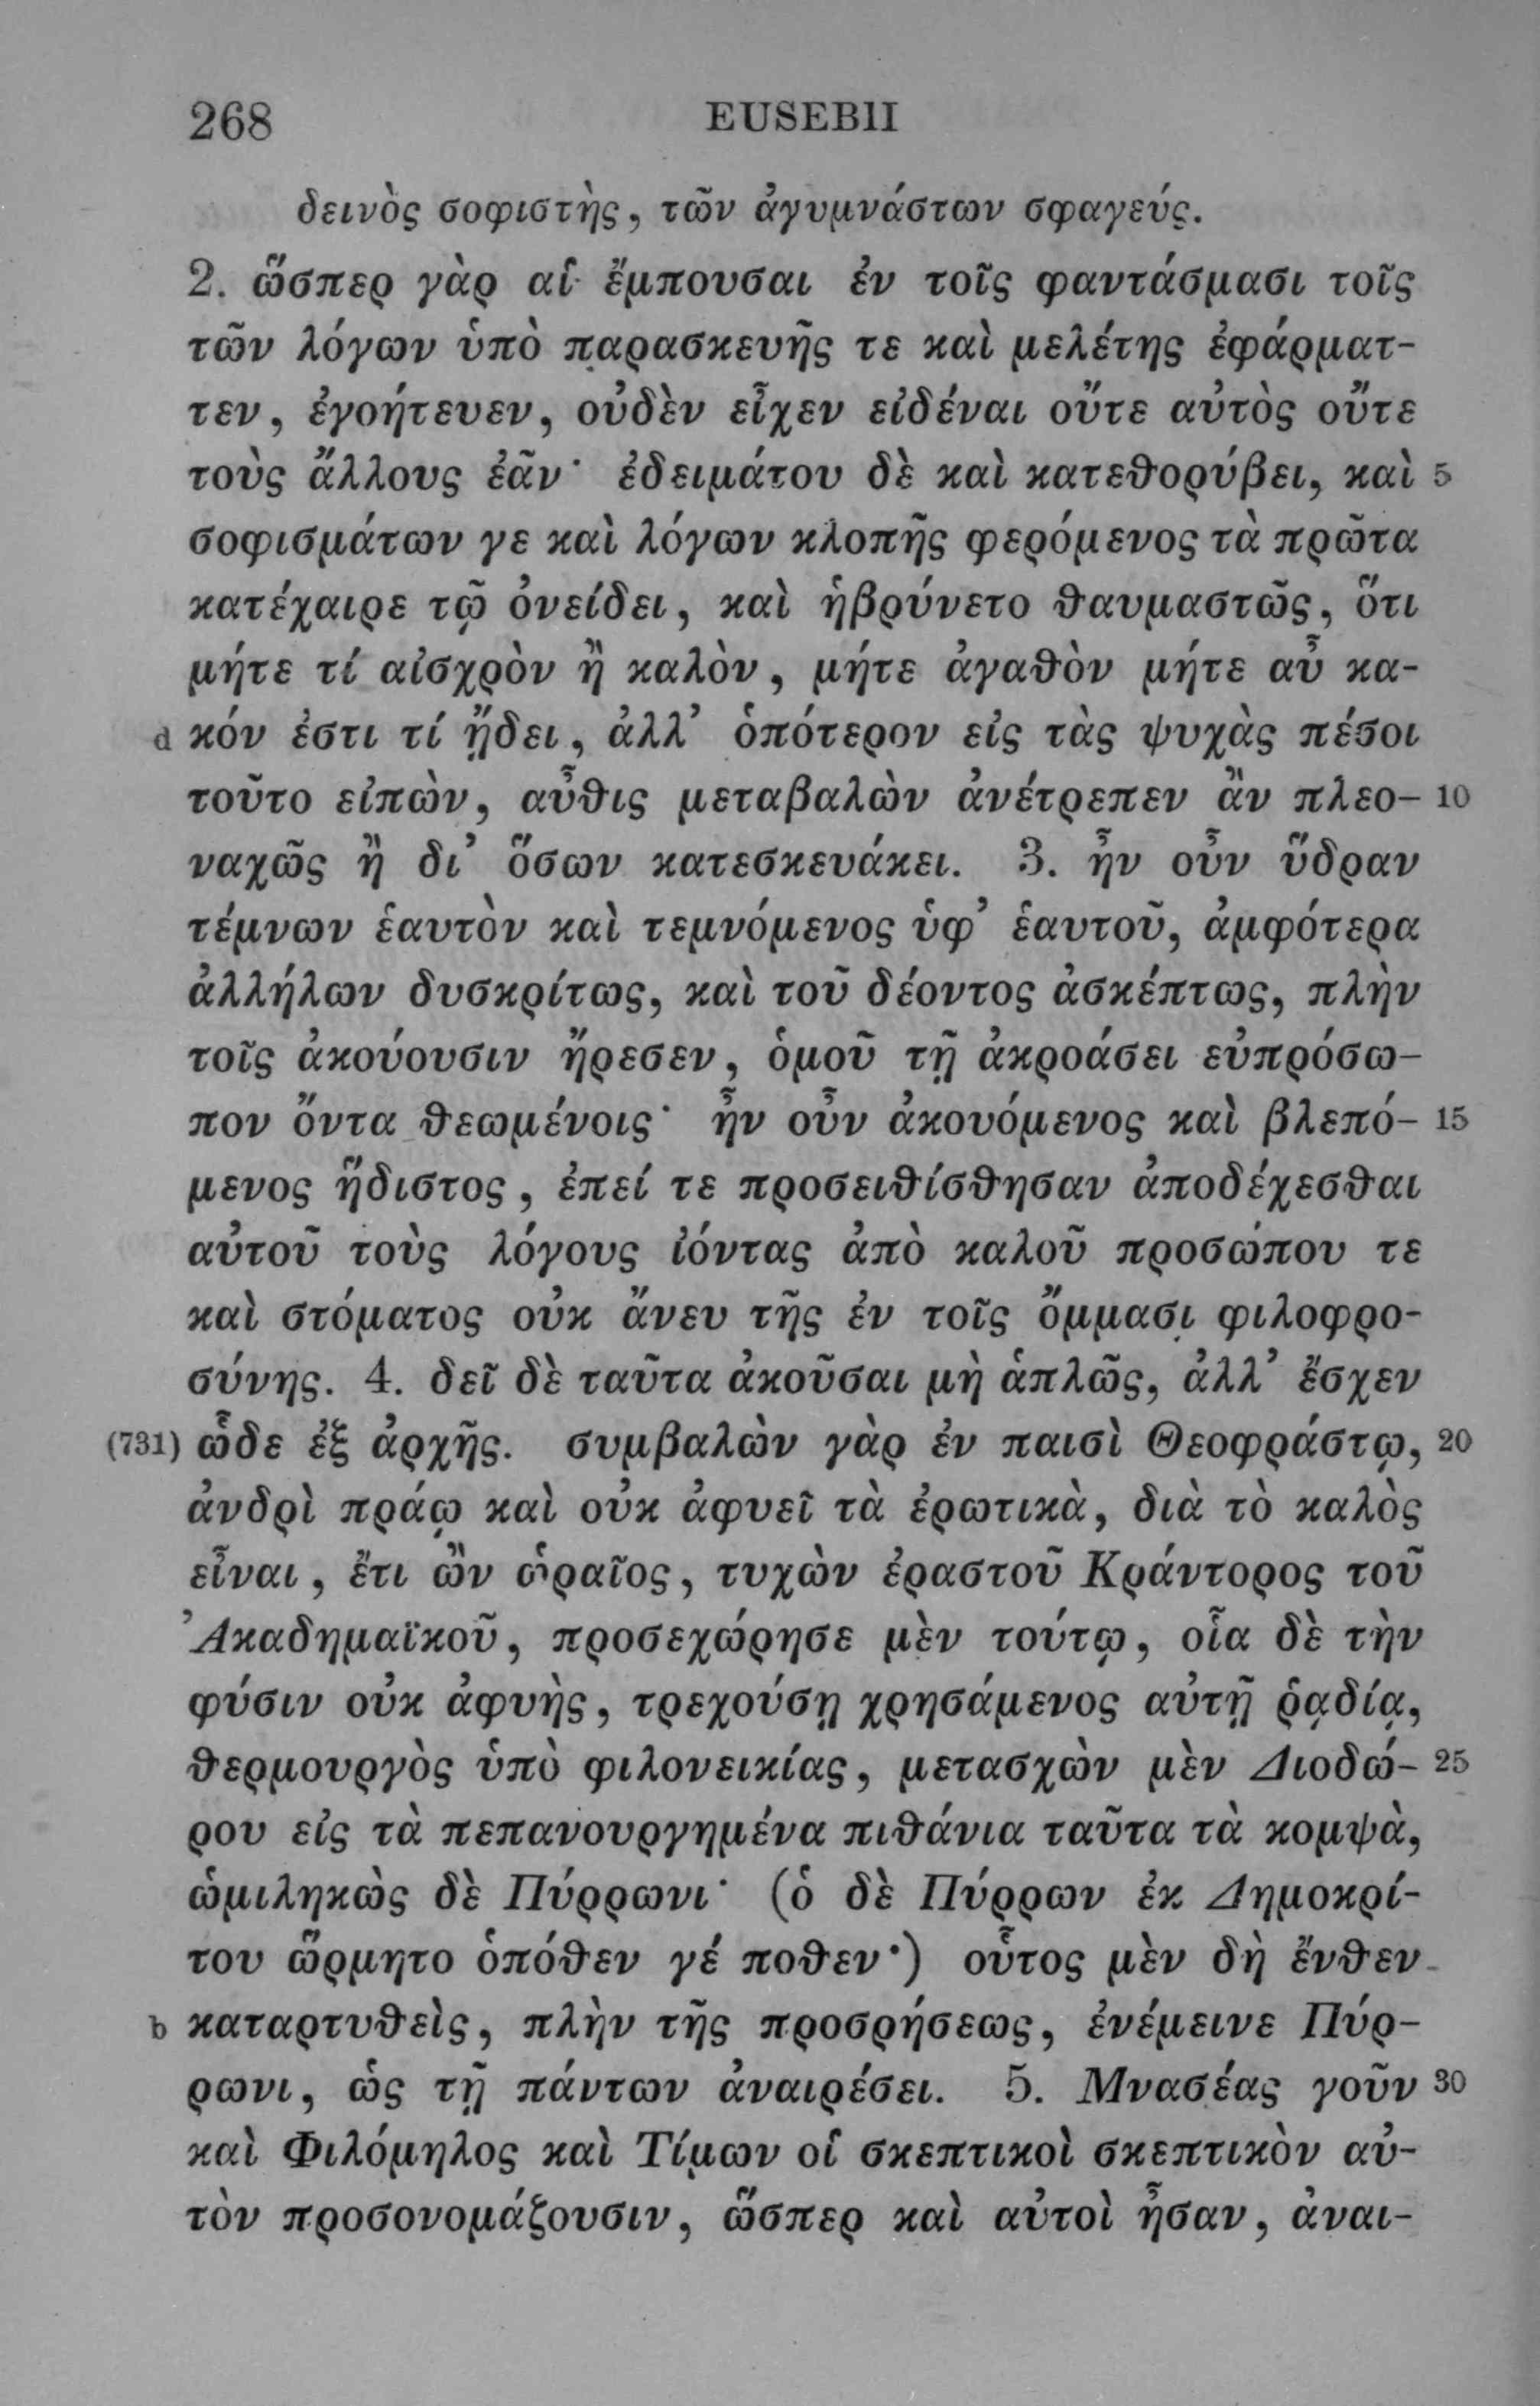 268 EUSEBII
δεινὸς σοφιστὴς, τῶν ἀγυμνάστων σφαγεύς.
2. ὥσπερ γὰρ αἱ ἔμπουσαι ἐν τοῖς φαντάσμασι τοῖς
τῶν λόγων ὑπὸ παρασκευῆς τε καὶ μελέτης ἐφάρματ-
τεν, ἐγοήτευεν, οὐδὲν εἶχεν εἰδέναι οὔτε αὐτὸς οὔτε
τοὺς ἄλλους ἐᾶν· ἐδειμάτου δὲ καὶ κατεθορύβει, καὶ 5
σοφισμάτων γε καὶ λόγων κλοπῆς φερόμενος τὰ πρῶτα
κατέχαιρε τῷ ὀνείδει, καὶ ἡβρύνετο θαυμαστῶς, ὅτι
μήτε τί αἰσχρὸν ἢ καλὸν, μήτε ἀγαθὸν μήτε αὖ κα-
d κόν ἐστι τί ᾔδει, ἀλλ’ ὁπότερον εἰς τὰς ψυχὰς πέσοι
τοῦτο εἰπὼν, αὖθις μεταβαλὼν ἀνέτρεπεν ἂν πλεο- 10
ναχῶς ἢ δι’ ὅσων κατεσκευάκει. 3. ἦν οὖν ὕδραν
τέμνων ἑαυτὸν καὶ τεμνόμενος ὑφ’ ἑαυτοῦ, ἀμφότερα
ἀλλήλων δυσκρίτως, καὶ τοῦ δέοντος ἀσκέπτως, πλὴν
τοῖς ἀκούουσιν ἤρεσεν, ὁμοῦ τῇ ἀκροάσει εὐπρόσω-
πον ὄντα θεωμένοις· ἦν οὖν ἀκουόμενος καὶ βλεπό- 15
μενος ἥδιστος, ἐπεί τε προσειθίσθησαν ἀποδέχεσθαι
αὐτοῦ τοὺς λόγους ἰόντας ἀπὸ καλοῦ προσώπου τε
καὶ στόματος οὐκ ἄνευ τῆς ἐν τοῖς ὄμμασι φιλοφρο-
σύνης. 4. δεῖ δὲ ταῦτα ἀκοῦσαι μὴ ἁπλῶς, ἀλλ’ ἔσχεν
(731) ὧδε ἐξ ἀρχῆς. συμβαλὼν γὰρ ἐν παισὶ Θεοφράστῳ, 20
ἀνδρὶ πράῳ καὶ οὐκ ἀφυεῖ τὰ ἐρωτικὰ, διὰ τὸ καλὸς
εἶναι, ἔτι ὢν ὡραῖος, τυχὼν ἐραστοῦ Κράντορος τοῦ
Ἀκαδημαϊκοῦ, προσεχώρησε μὲν τούτῳ, οἷα δὲ τὴν
φύσιν οὐκ ἀφυὴς, τρεχούσῃ χρησάμενος αὐτῇ ῥᾳδίᾳ,
θερμουργὸς ὑπὸ φιλονεικίας, μετασχὼν μὲν Διοδώ- 25
ρου εἰς τὰ πεπανουργημένα πιθάνια ταῦτα τὰ κομψὰ,
ὡμιληκὼς δὲ Πύρρωνι· (ὁ δὲ Πύρρων ἐκ Δημοκρί-
του ὥρμητο ὁπόθεν γέ ποθεν·) οὗτος μὲν δὴ ἔνθεν
b καταρτυθεὶς, πλὴν τῆς προσρήσεως, ἐνέμεινε Πύρ-
ρωνι, ὡς τῇ πάντων ἀναιρέσει. 5. Μνασέας γοῦν 30
καὶ Φιλόμηλος καὶ Τίμων οἱ σκεπτικοὶ σκεπτικὸν αὐ-
τὸν προσονομάζουσιν, ὥσπερ καὶ αὐτοὶ ἦσαν, ἀναι-